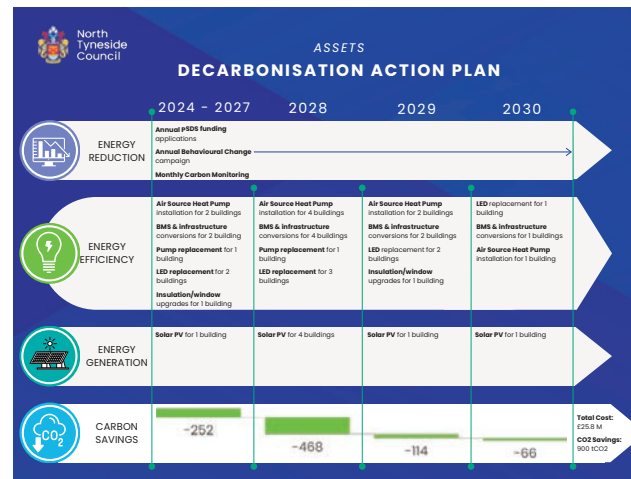 North
Tyneside
Council
ASSETS
DECARBONISATION ACTION PLAN
2024 - 2027
2028
2029
2030
ENERGY
REDUCTION
Annual PSDS funding
applications
Annual Behavioural Change
campaign
Monthly Carbon Monitoring
ENERGY
EFFICIENCY
Air Source Heat Pump
installation for 2 buildings
BMS & infrastructure
conversions for 2 buildings
Pump replacement for 1
building
LED replacement for 2
buildings
Insulation/window
upgrades for 1 building
Air Source Heat Pump
installation for 4 buildings
BMS & infrastructure
conversions for 4 buildings
Pump replacement for 1
building
LED replacement for 3
buildings
Air Source Heat Pump
installation for 2 buildings
BMS & infrastructure
conversions for 2 buildings
LED replacement for 2
buildings
Insulation/window
upgrades for 1 building
LED replacement for 1
building
BMS & infrastructure
conversions for 1 buildings
Air Source Heat Pump
installation for 1 building
ENERGY
GENERATION
Solar PV for 1 building
Solar PV for 4 buildings
Solar PV for 1 building
Solar PV for 1 building
CO2
CARBON
SAVINGS
-252
-468
-114
-66
Total Cost:
£25.8 M
CO2 Savings:
900 tCO2